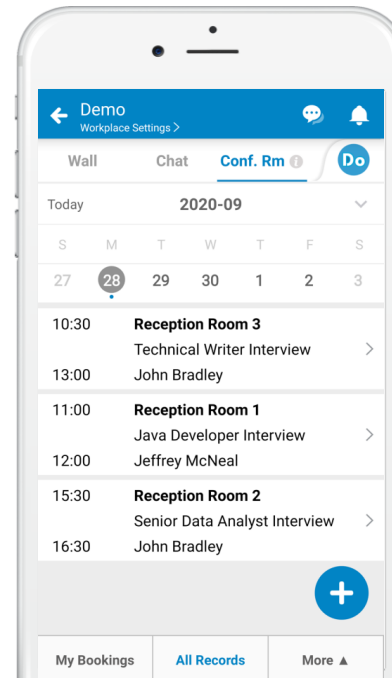 Demo
Workplace Settings >
Wall Chat Conf. Rm i Do
Today 2020-09
S M T W T F S
27 28 29 30 1 2 3
10:30 Reception Room 3
Technical Writer Interview
13:00 John Bradley
11:00 Reception Room 1
Java Developer Interview
12:00 Jeffrey McNeal
15:30 Reception Room 2
Senior Data Analyst Interview
16:30 John Bradley
My Bookings All Records More ▲